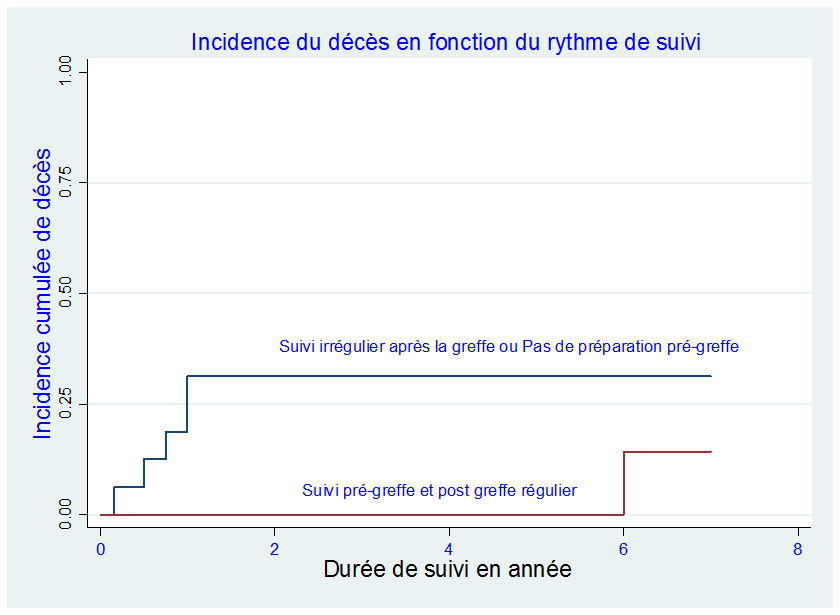 Incidence du décès en fonction du rythme de suivi
Incidence cumulée de décès
1.00
0.75
0.50
0.25
0.00
Suivi irrégulier après la greffe ou Pas de préparation pré-greffe
Suivi pré-greffe et post greffe régulier
0 2 4 6 8
Durée de suivi en année